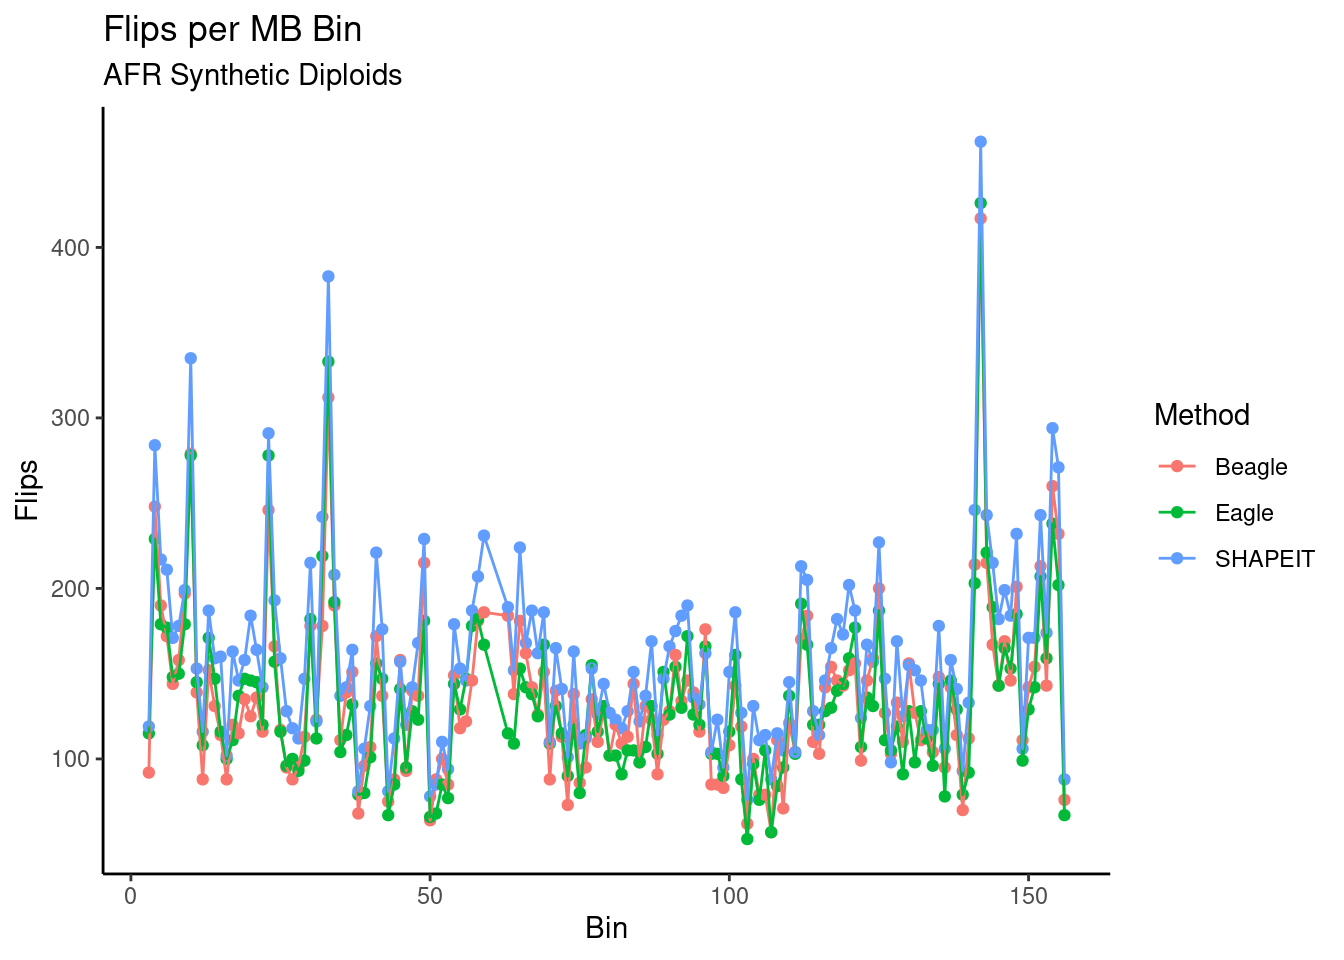 Flips per MB Bin
AFR Synthetic Diploids
400
300
200
100
Flips
0
50
100
150
Bin
Method
Beagle
Eagle
SHAPEIT